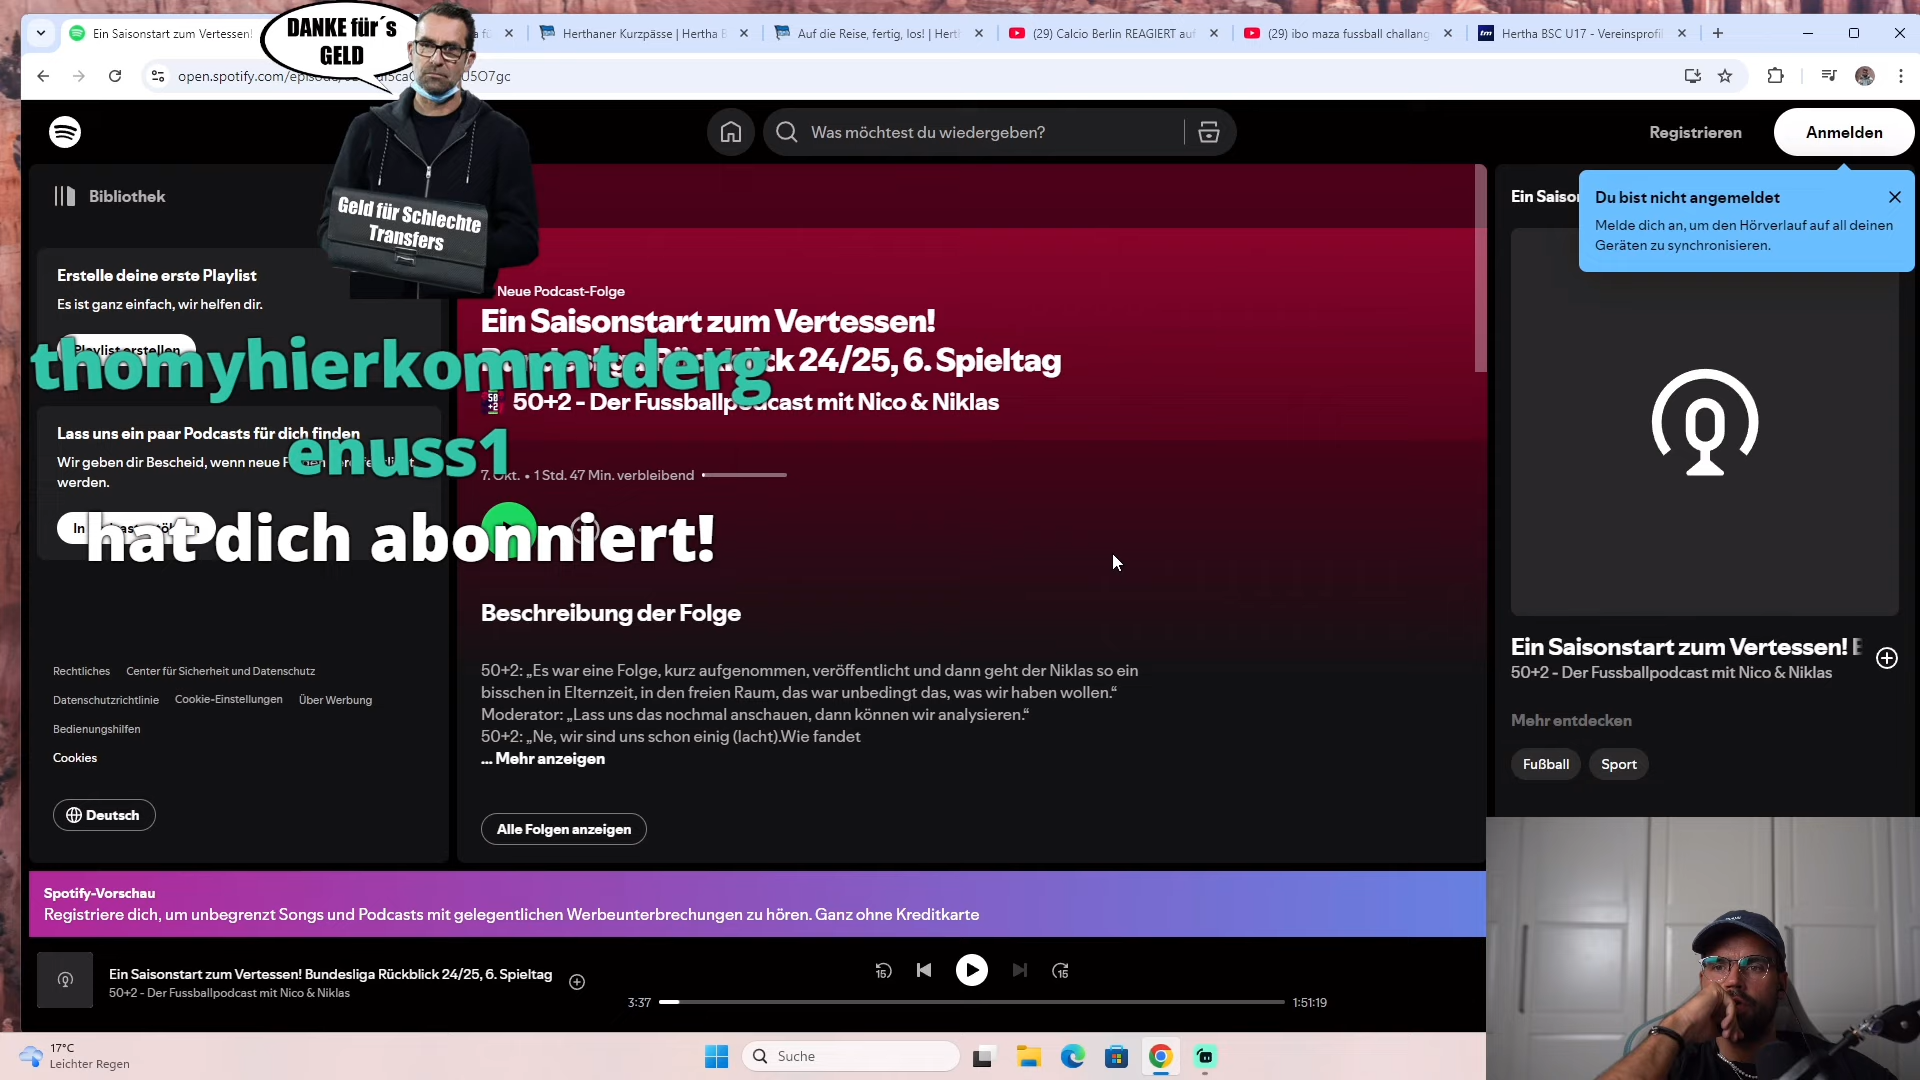 Ein Saisonstart zum Vertessen!
Herthaner Kurzpässe | Hertha B
Auf die Reise, fertig, los! | Hert
(29) Calcio Berlin REAGIERT auf
(29) ibo maza fussball challang
tm
Hertha BSC U17 - Vereinsprofil
DANKE für´s
GELD
open.spotify.com/episode/
U5O7gc
Was möchtest du wiedergeben?
Registrieren
Anmelden
Bibliothek
Geld für Schlechte
Transfers
Ein Saiso
Du bist nicht angemeldet
Melde dich an, um den Hörverlauf auf all deinen
Geräten zu synchronisieren.
Erstelle deine erste Playlist
Es ist ganz einfach, wir helfen dir.
Playlist erstellen
Neue Podcast-Folge
Ein Saisonstart zum Vertessen!
Bundesliga Rückblick 24/25, 6. Spieltag
50+2 - Der Fussballpodcast mit Nico & Niklas
thomyhierkommtderg
enuss1
hat dich abonniert!
Lass uns ein paar Podcasts für dich finden
Wir geben dir Bescheid, wenn neue
werden.
7. Okt. • 1 Std. 47 Min. verbleibend
Beschreibung der Folge
50+2: „Es war eine Folge, kurz aufgenommen, veröffentlicht und dann geht der Niklas so ein
bisschen in Elternzeit, in den freien Raum, das war unbedingt das, was wir haben wollen.“
Moderator: „Lass uns das nochmal anschauen, dann können wir analysieren.“
50+2: „Ne, wir sind uns schon einig (lacht).Wie fandet
... Mehr anzeigen
Alle Folgen anzeigen
Rechtliches
Center für Sicherheit und Datenschutz
Datenschutzrichtlinie
Cookie-Einstellungen
Über Werbung
Bedienungshilfen
Cookies
Deutsch
Ein Saisonstart zum Vertessen! B
50+2 - Der Fussballpodcast mit Nico & Niklas
Mehr entdecken
Fußball
Sport
Spotify-Vorschau
Registriere dich, um unbegrenzt Songs und Podcasts mit gelegentlichen Werbeunterbrechungen zu hören. Ganz ohne Kreditkarte
Ein Saisonstart zum Vertessen! Bundesliga Rückblick 24/25, 6. Spieltag
50+2 - Der Fussballpodcast mit Nico & Niklas
15
15
3:37
1:51:19
17°C
Leichter Regen
Suche